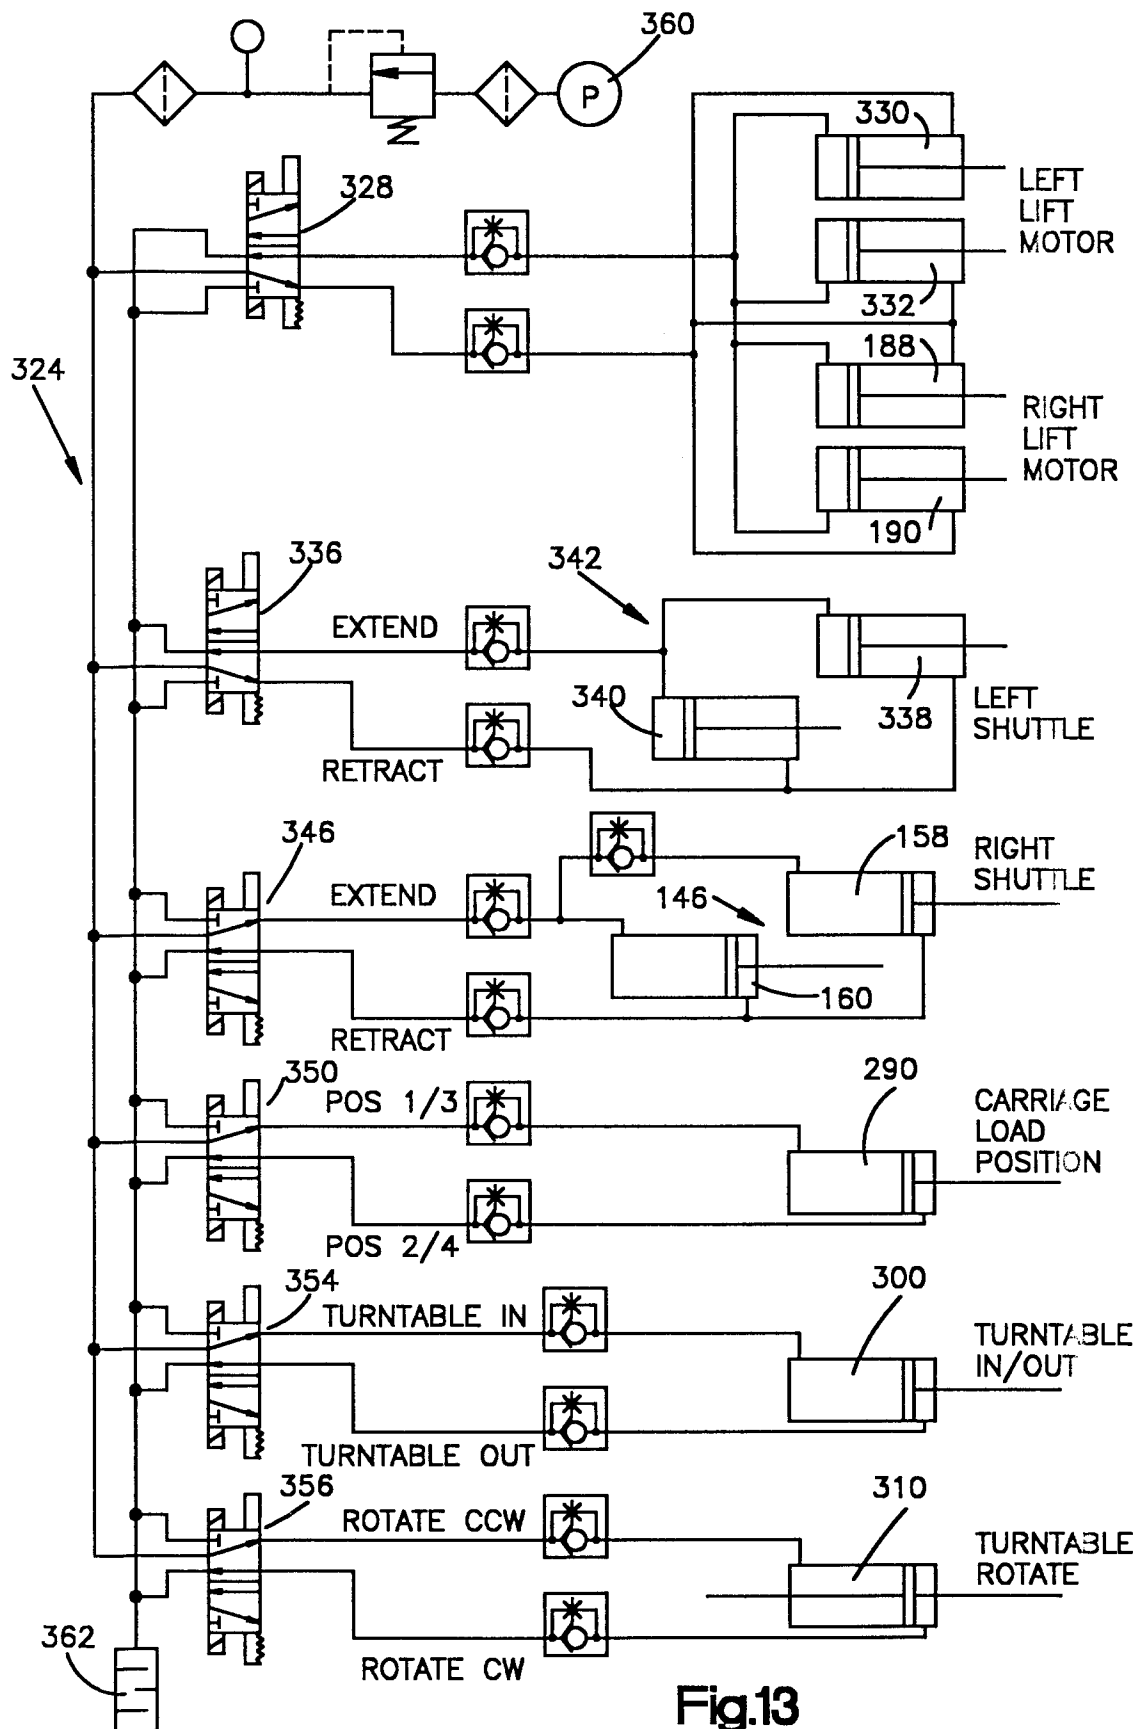 360
P
330
328
LEFT
LIFT
MOTOR
332
188
324
RIGHT
LIFT
MOTOR
190
336
342
EXTEND
340
338
LEFT
SHUTTLE
RETRACT
346
158
RIGHT
SHUTTLE
EXTEND
146
160
RETRACT
350
POS 1/3
290
CARRIAGE
LOAD
POSITION
POS 2/4
354
TURNTABLE IN
300
TURNTABLE
IN/OUT
TURNTABLE OUT
356
ROTATE CCW
310
TURNTABLE
ROTATE
362
ROTATE CW
Fig.13